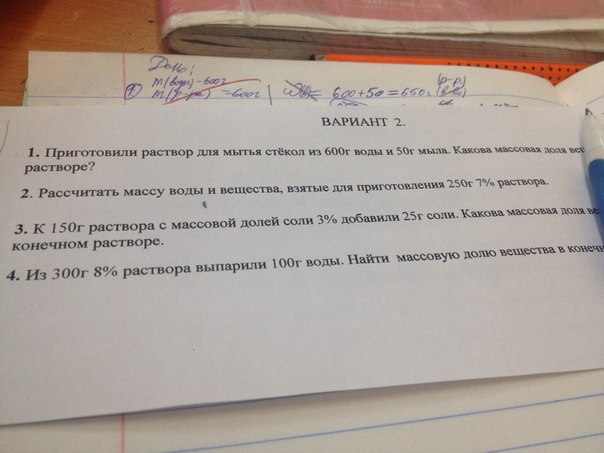 Дано:
m(воды) = 600г
① m(р-ра) = 600г | = 600+50=650г (р-р)
ВАРИАНТ 2.
1. Приготовили раствор для мытья стёкол из 600г воды и 50г мыла. Какова массовая доля
растворе?
2. Рассчитать массу воды и вещества, взятые для приготовления 250г 7% раствора.
3. К 150г раствора с массовой долей соли 3% добавили 25г соли. Какова массовая доля
конечном растворе.
4. Из 300г 8% раствора выпарили 100г воды. Найти массовую долю вещества в